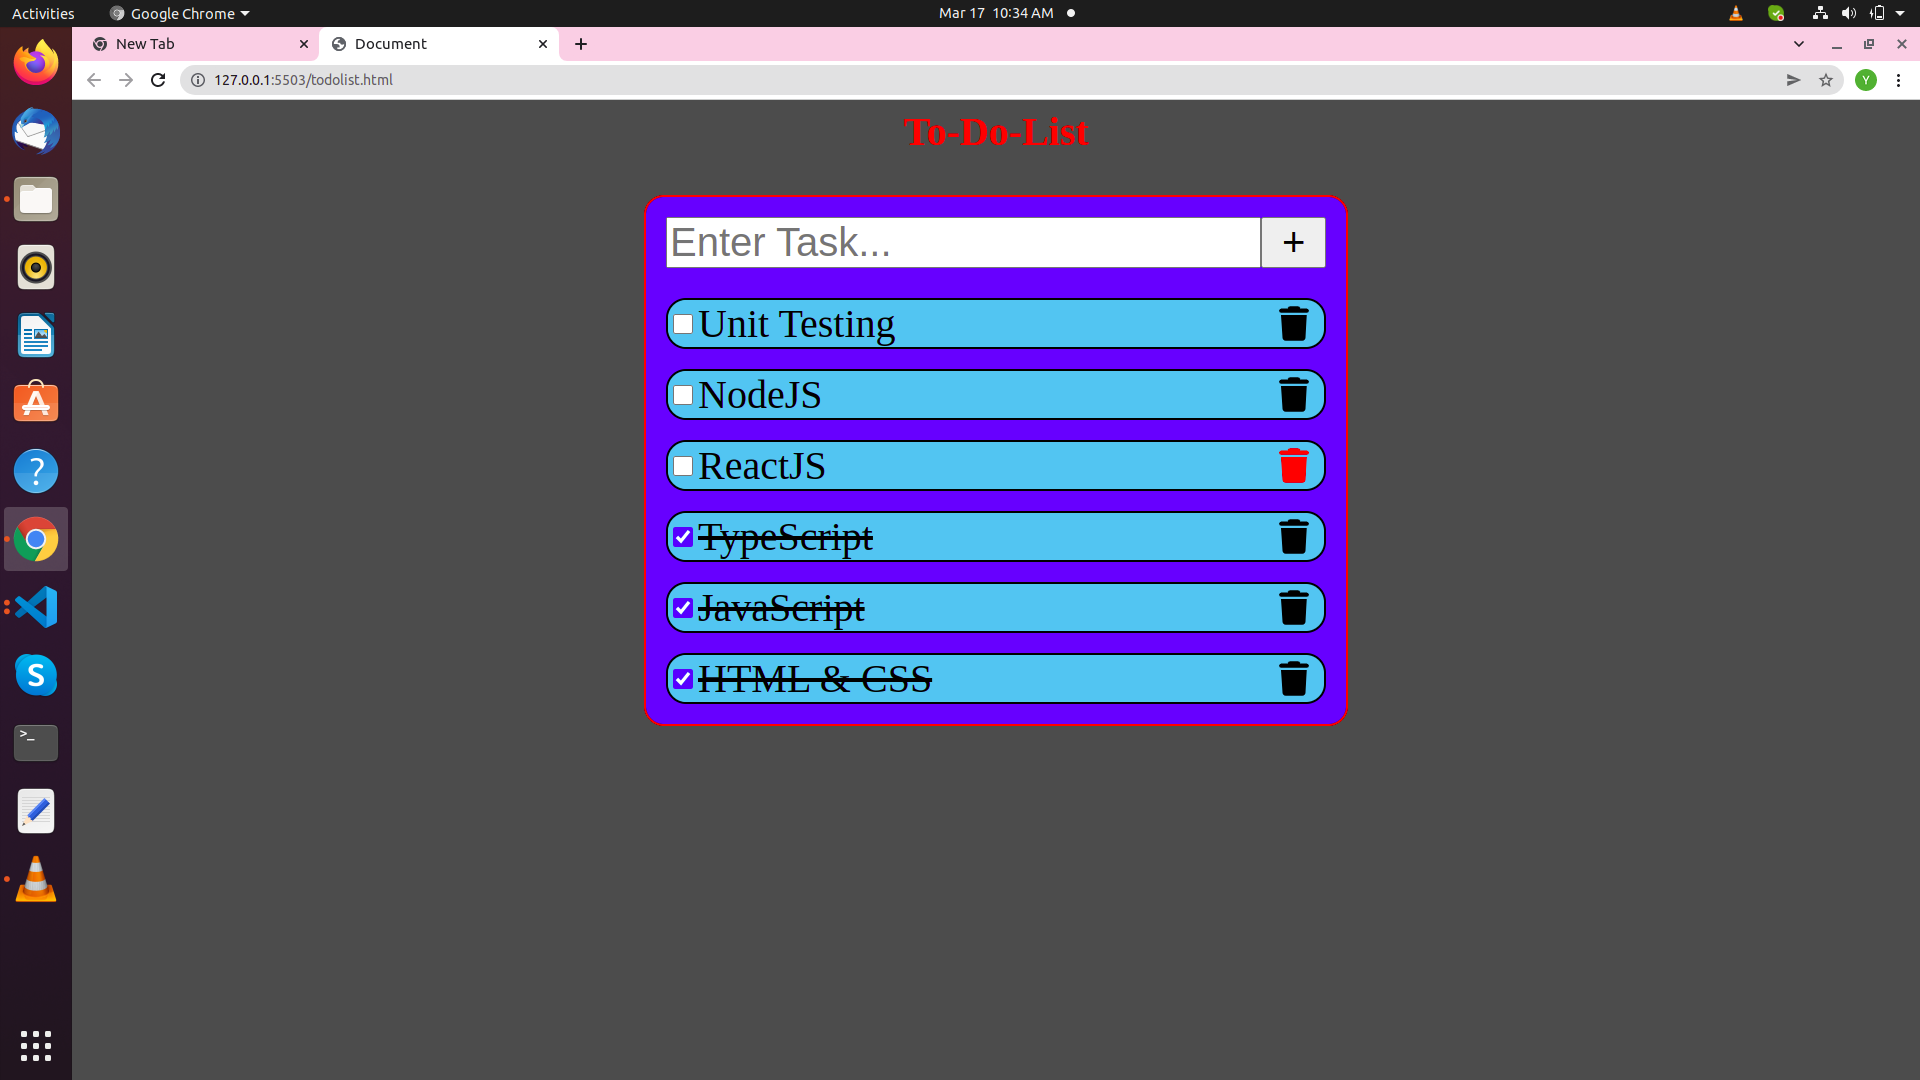 Activities
Google Chrome
Mar 17 10:34 AM
New Tab
Document
127.0.0.1:5503/todolist.html
Y
To-Do-List
Enter Task...
+
Unit Testing
NodeJS
ReactJS
TypeScript
JavaScript
HTML & CSS